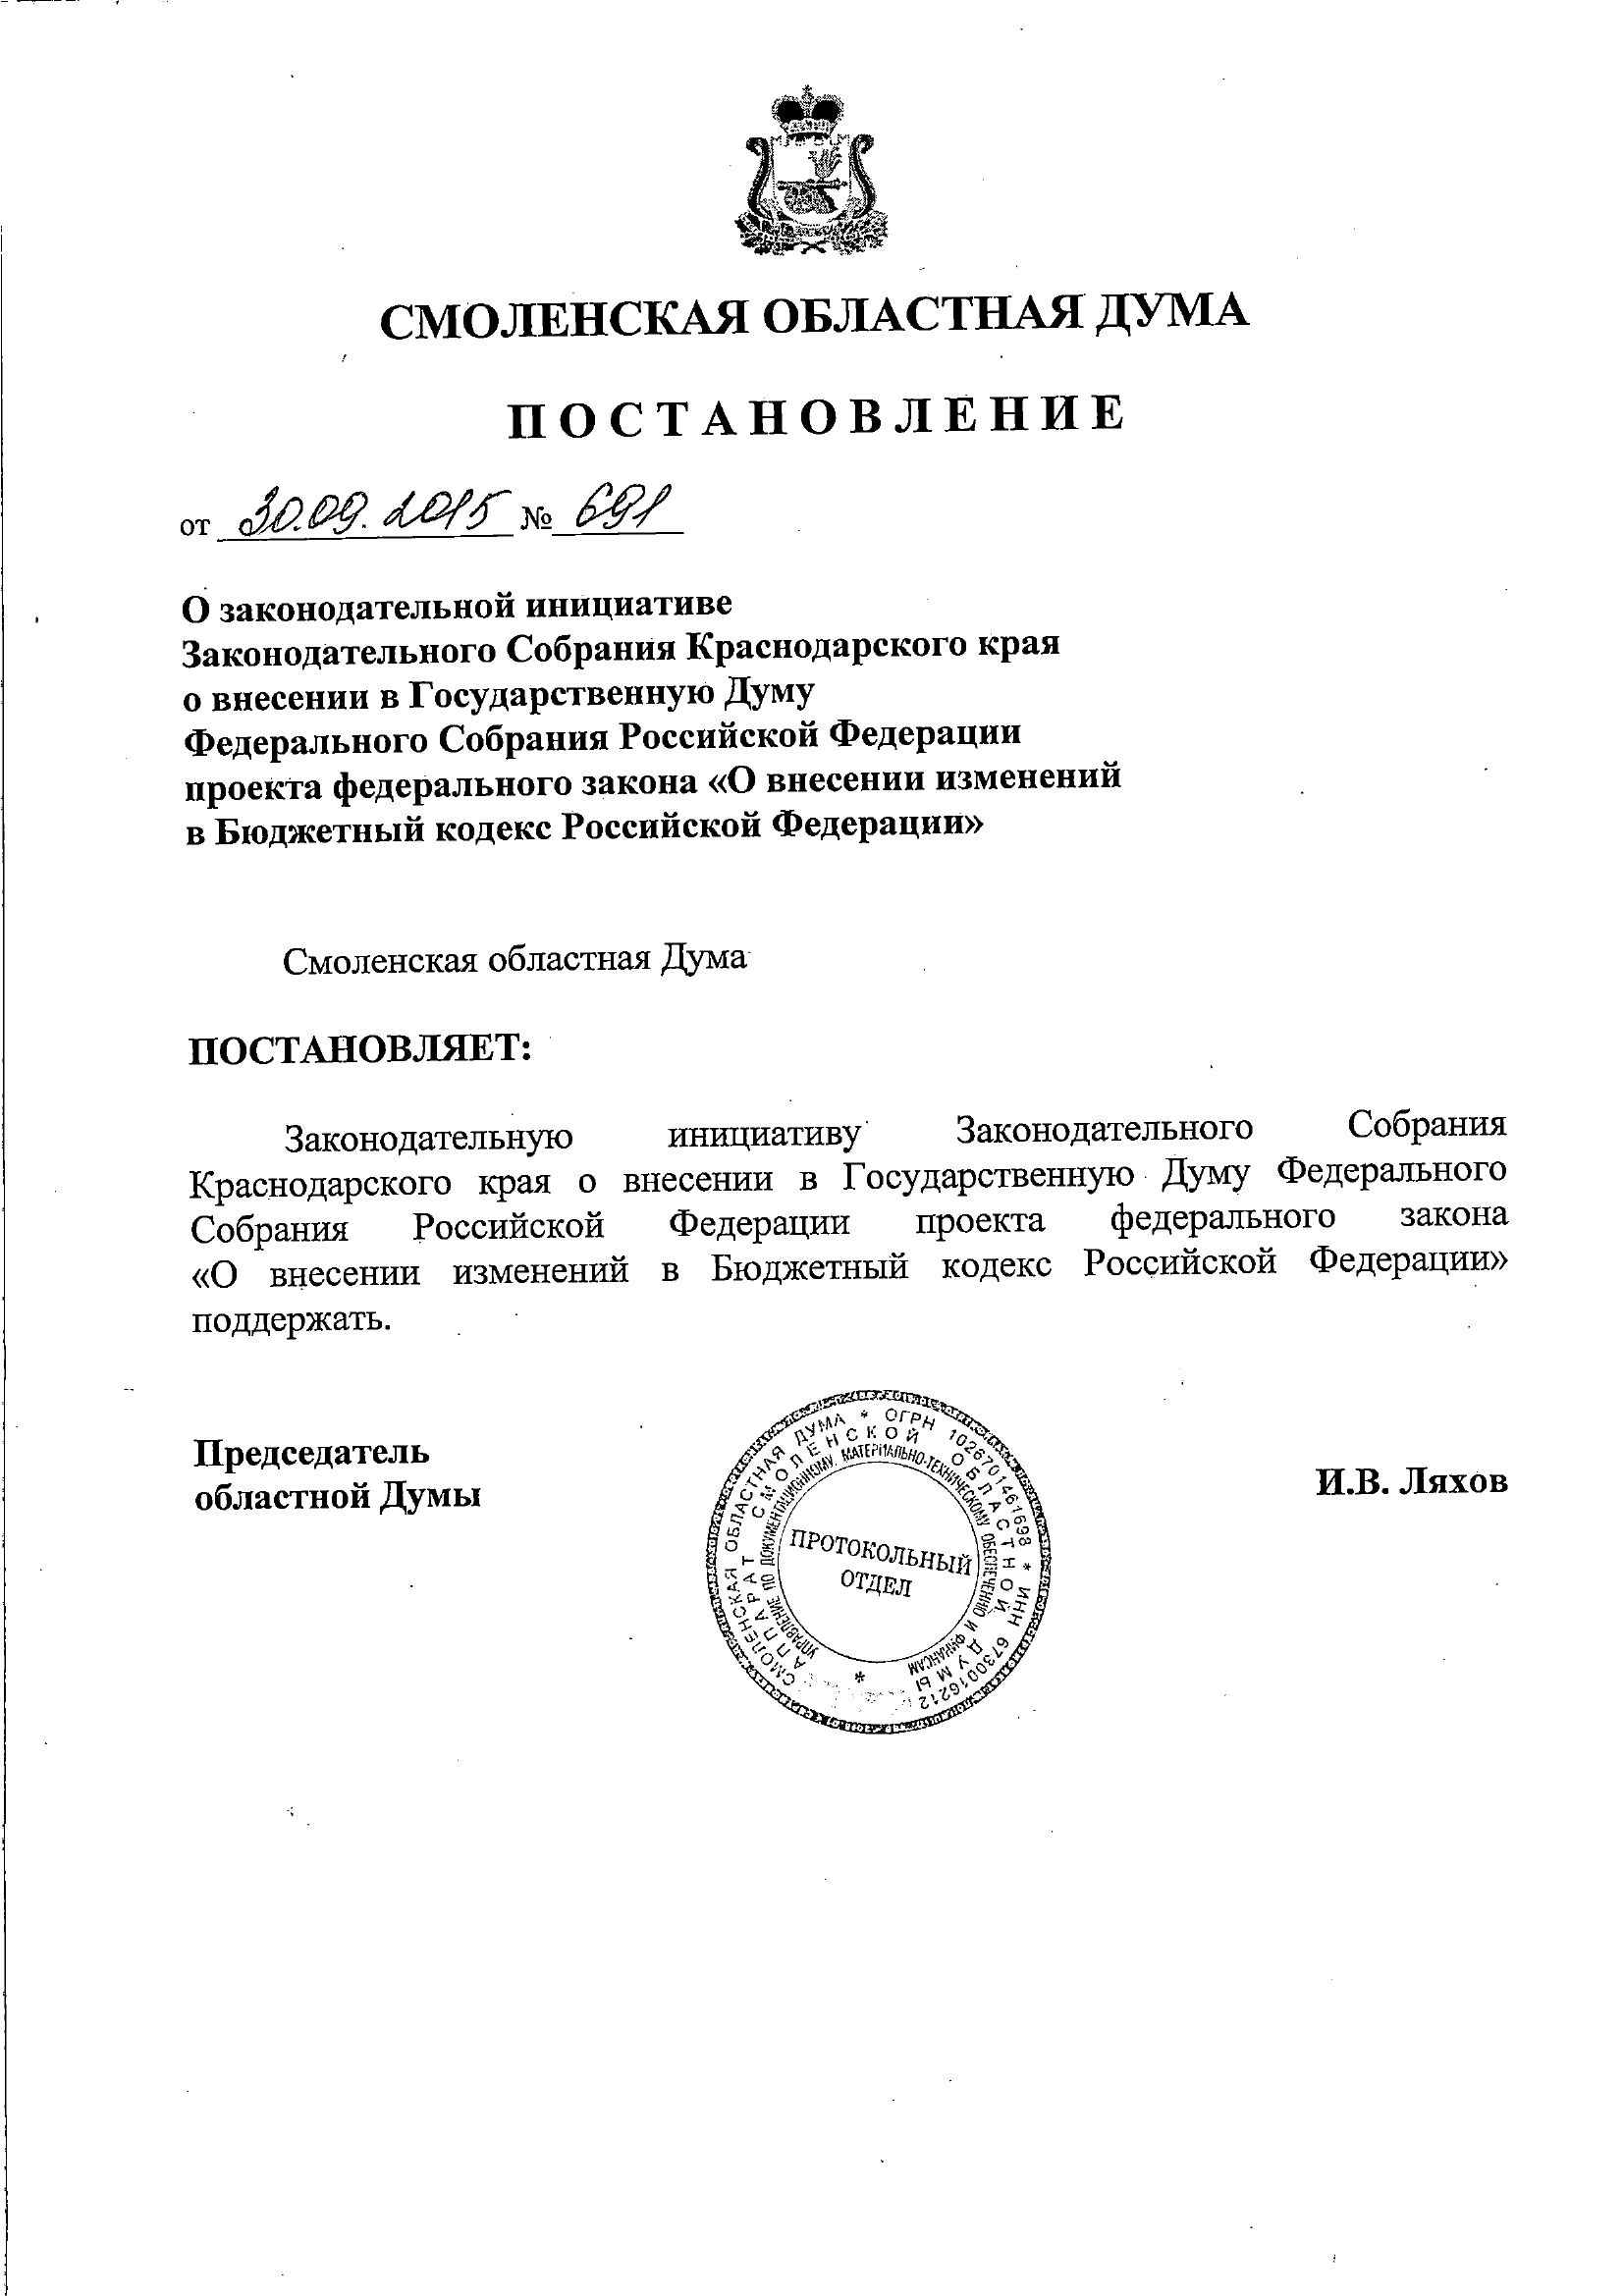 СМОЛЕНСКАЯ ОБЛАСТНАЯ ДУМА
ПОСТАНОВЛЕНИЕ
от 30.09.2015 № 691
О законодательной инициативе
Законодательного Собрания Краснодарского края
о внесении в Государственную Думу
Федерального Собрания Российской Федерации
проекта федерального закона «О внесении изменений
в Бюджетный кодекс Российской Федерации»
Смоленская областная Дума
ПОСТАНОВЛЯЕТ:
Законодательную инициативу Законодательного Собрания
Краснодарского края о внесении в Государственную Думу Федерального
Собрания Российской Федерации проекта федерального закона
«О внесении изменений в Бюджетный кодекс Российской Федерации»
поддержать.
Председатель
областной Думы
И.В. Ляхов
СМОЛЕНСКАЯ ОБЛАСТНАЯ ДУМА * ОГРН 1026701461698 * ИНН 6730016212
АППАРАТ СМОЛЕНСКОЙ ОБЛАСТНОЙ ДУМЫ
УПРАВЛЕНИЕ ПО ДОКУМЕНТАЦИОННОМУ, МАТЕРИАЛЬНО-ТЕХНИЧЕСКОМУ ОБЕСПЕЧЕНИЮ И ФИНАНСАМ *
ПРОТОКОЛЬНЫЙ
ОТДЕЛ